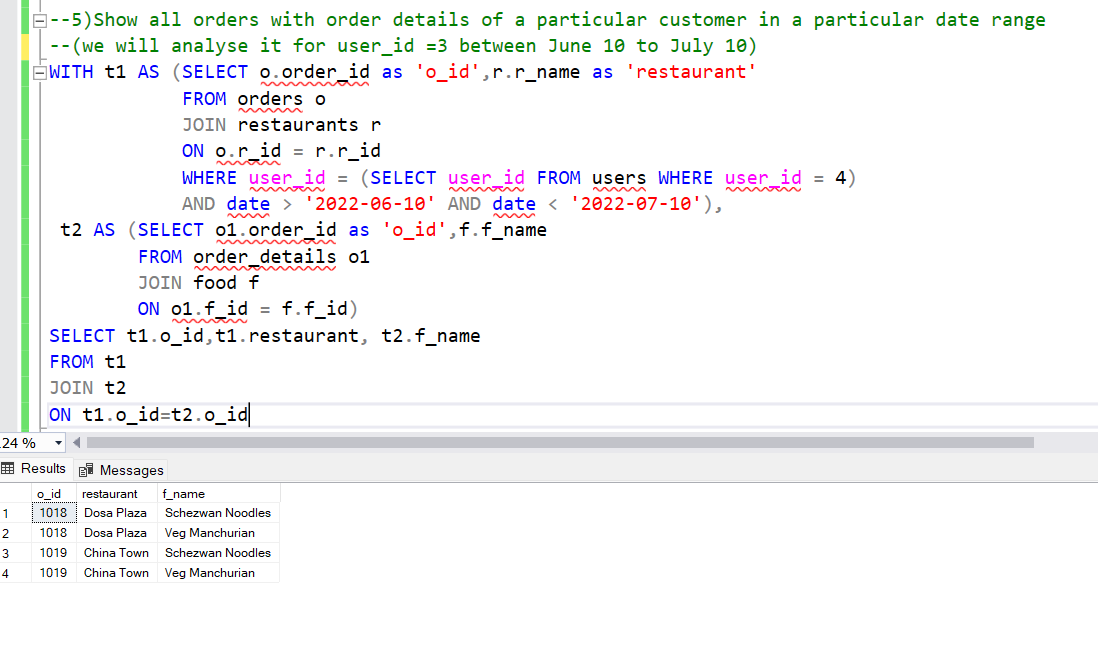 --5)Show all orders with order details of a particular customer in a particular date range
--(we will analyse it for user_id =3 between June 10 to July 10)
WITH t1 AS (SELECT o.order_id as 'o_id',r.r_name as 'restaurant'
FROM orders o
JOIN restaurants r
ON o.r_id = r.r_id
WHERE user_id = (SELECT user_id FROM users WHERE user_id = 4)
AND date > '2022-06-10' AND date < '2022-07-10'),
t2 AS (SELECT o1.order_id as 'o_id',f.f_name
FROM order_details o1
JOIN food f
ON o1.f_id = f.f_id)
SELECT t1.o_id,t1.restaurant, t2.f_name
FROM t1
JOIN t2
ON t1.o_id=t2.o_id
24 %
Results Messages
o_id restaurant f_name
1 1018 Dosa Plaza Schezwan Noodles
2 1018 Dosa Plaza Veg Manchurian
3 1019 China Town Schezwan Noodles
4 1019 China Town Veg Manchurian